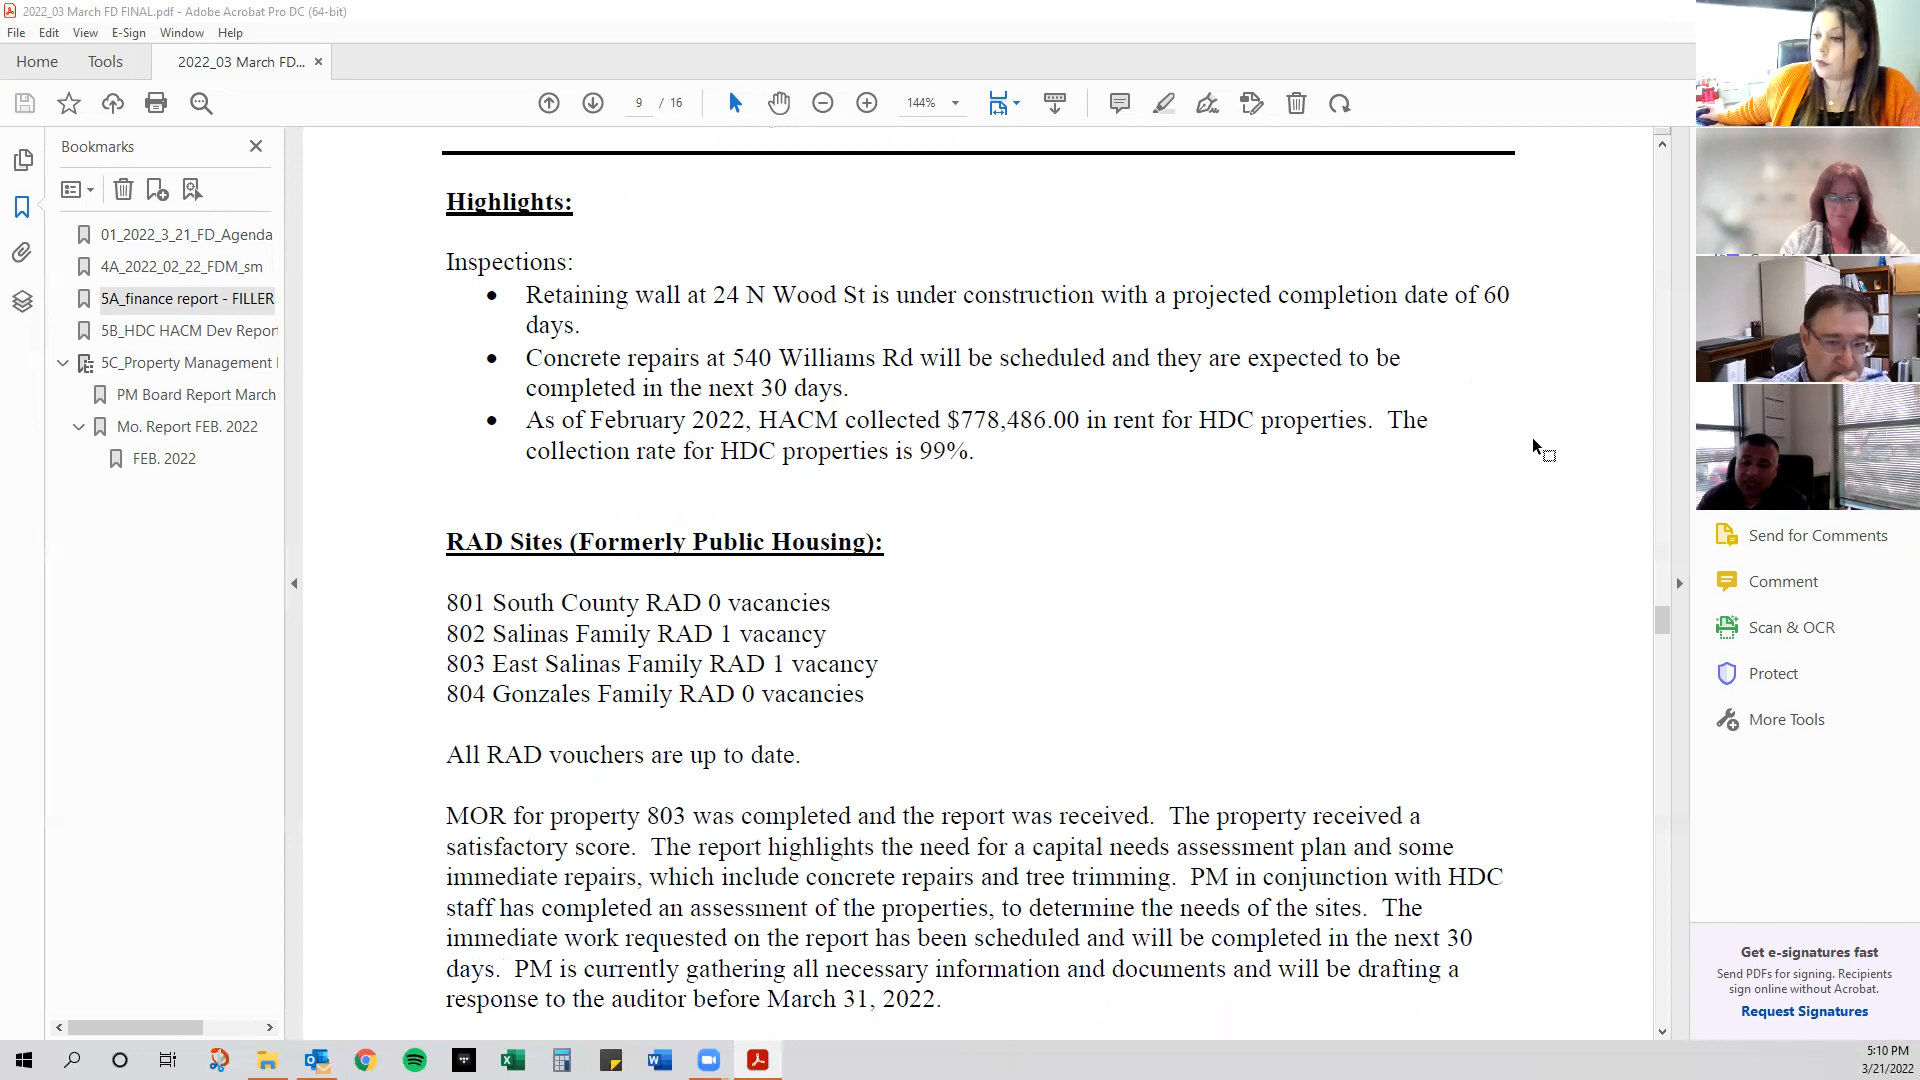 2022_03 March FD FINAL.pdf - Adobe Acrobat Pro DC (64-bit)
File Edit View E-Sign Window Help
Home Tools 2022_03 March FD... ×
9 / 16 144%
Bookmarks
01_2022_3_21_FD_Agenda
4A_2022_02_22_FDM_sm
5A_finance report - FILLER
5B_HDC HACM Dev Report
5C_Property Management
PM Board Report March
Mo. Report FEB. 2022
FEB. 2022
Highlights:
Inspections:
• Retaining wall at 24 N Wood St is under construction with a projected completion date of 60
days.
• Concrete repairs at 540 Williams Rd will be scheduled and they are expected to be
completed in the next 30 days.
• As of February 2022, HACM collected $778,486.00 in rent for HDC properties. The
collection rate for HDC properties is 99%.
RAD Sites (Formerly Public Housing):
801 South County RAD 0 vacancies
802 Salinas Family RAD 1 vacancy
803 East Salinas Family RAD 1 vacancy
804 Gonzales Family RAD 0 vacancies
All RAD vouchers are up to date.
MOR for property 803 was completed and the report was received. The property received a
satisfactory score. The report highlights the need for a capital needs assessment plan and some
immediate repairs, which include concrete repairs and tree trimming. PM in conjunction with HDC
staff has completed an assessment of the properties, to determine the needs of the sites. The
immediate work requested on the report has been scheduled and will be completed in the next 30
days. PM is currently gathering all necessary information and documents and will be drafting a
response to the auditor before March 31, 2022.
Send for Comments
Comment
Scan & OCR
Protect
More Tools
Get e-signatures fast
Send PDFs for signing. Recipients
sign online without Acrobat.
Request Signatures
5:10 PM
3/21/2022